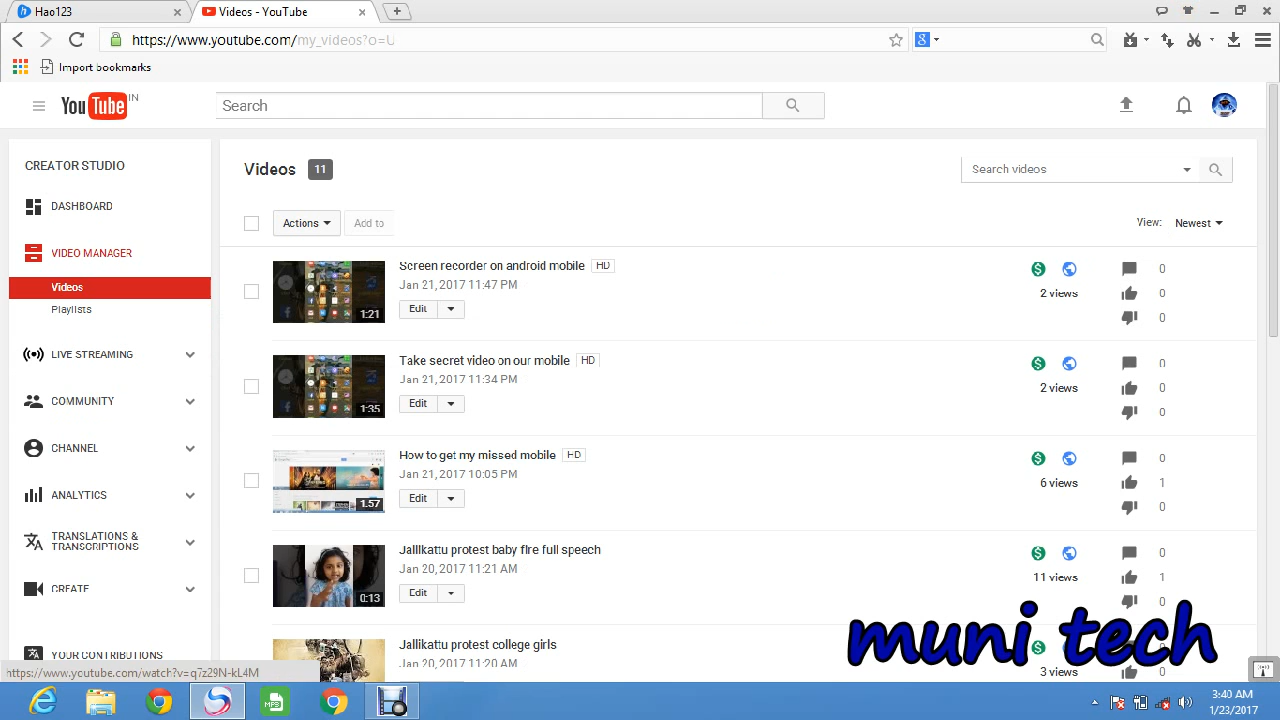 Hao123
Videos - YouTube
https://www.youtube.com/my_videos?o=U
Import bookmarks
YouTube IN
Search
CREATOR STUDIO
DASHBOARD
VIDEO MANAGER
Videos
Playlists
LIVE STREAMING
COMMUNITY
CHANNEL
ANALYTICS
TRANSLATIONS &
TRANSCRIPTIONS
CREATE
YOUR CONTRIBUTIONS
Videos 11
Search videos
Actions Add to
View: Newest
Screen recorder on android mobile HD
Jan 21, 2017 11:47 PM
Edit
1:21
2 views
0
0
0
Take secret video on our mobile HD
Jan 21, 2017 11:34 PM
Edit
1:35
2 views
0
0
0
How to get my missed mobile HD
Jan 21, 2017 10:05 PM
Edit
1:57
6 views
0
1
0
Jallikattu protest baby fire full speech
Jan 20, 2017 11:21 AM
Edit
0:13
11 views
0
1
0
Jallikattu protest college girls
Jan 20, 2017 11:20 AM
3 views
0
muni tech
https://www.youtube.com/watch?v=q7z29N-kL4M
3:40 AM
1/23/2017